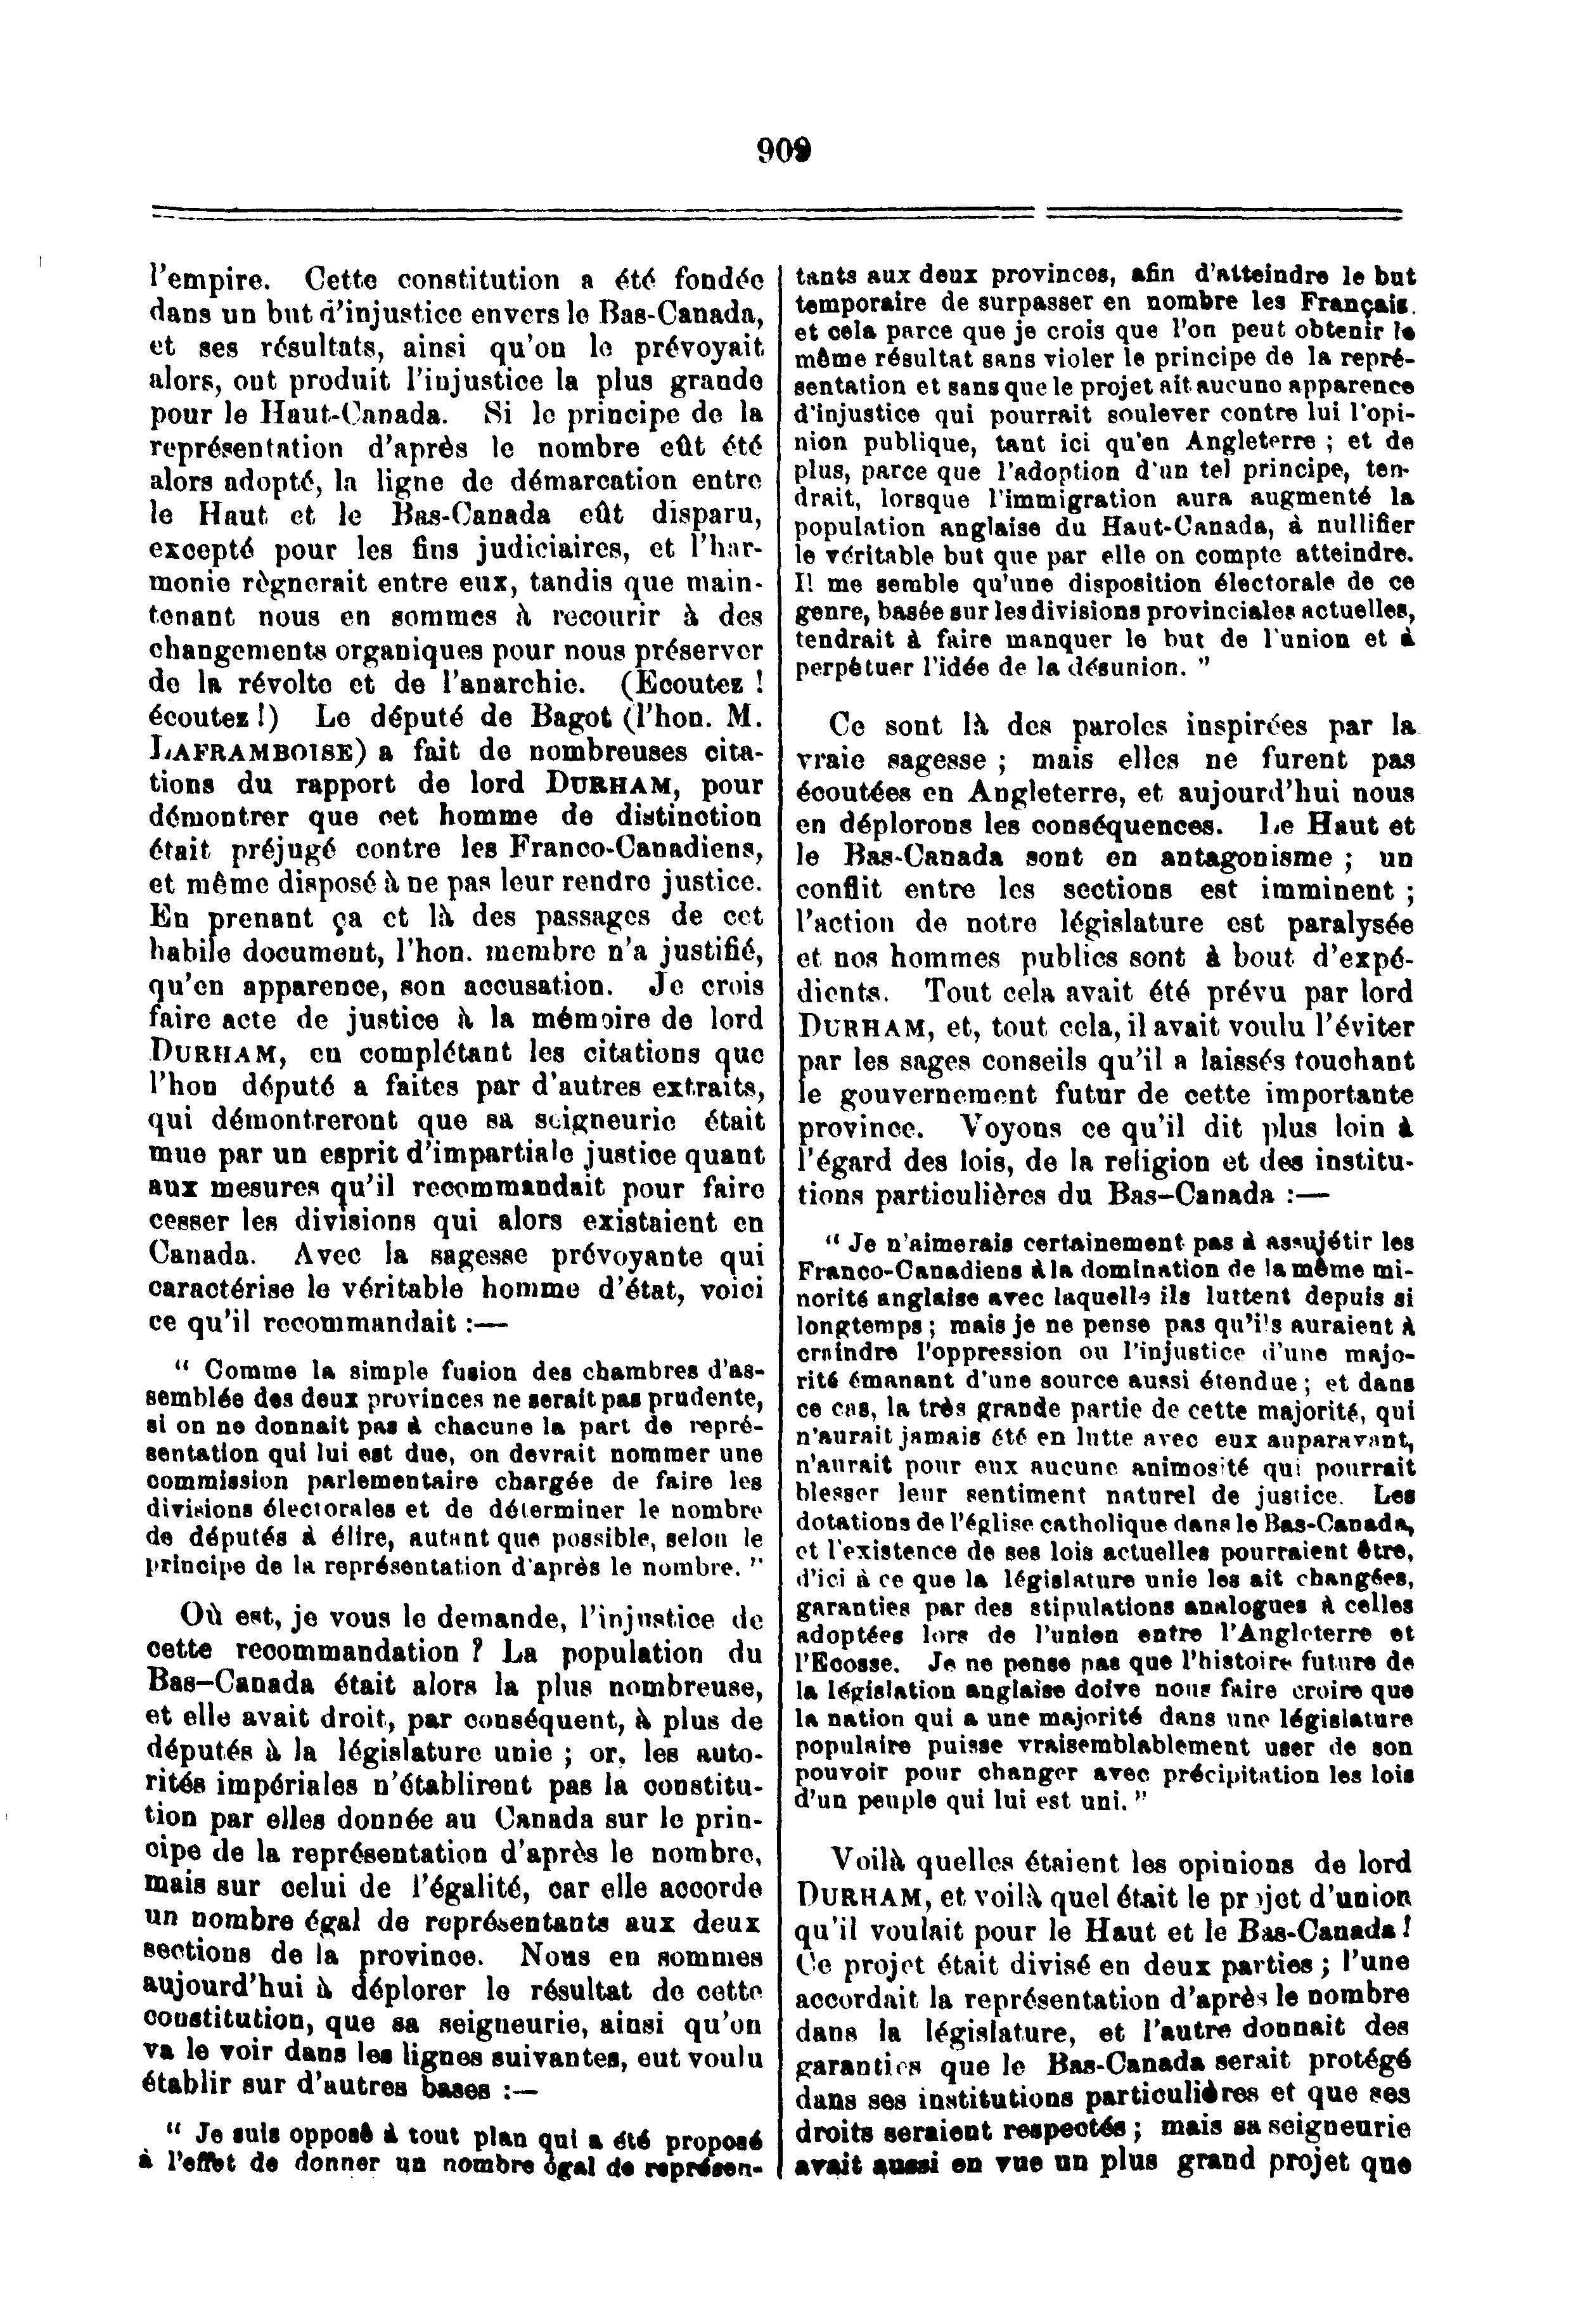 909
l'empire. Cette constitution a été fondée
dans un but d'injustice envers le Bas-Canada,
et ses résultats, ainsi qu'on le prévoyait
alors, ont produit l'injustice la plus grande
pour le Haut-Canada. Si le principe de la
représentation d'après le nombre eût été
alors adopté, la ligne de démarcation entre
le Haut et le Bas-Canada eût disparu,
excepté pour les fins judiciaires, et l'har-
monie règnerait entre eux, tandis que main-
tenant nous en sommes à recourir à des
changements organiques pour nous préserver
de la révolte et de l'anarchie. (Ecoutez !
écoutez !) Le député de Bagot (l'hon. M.
LAFRAMBOISE) a fait de nombreuses cita-
tions du rapport de lord DURHAM, pour
démontrer que cet homme de distinction
était préjugé contre les Franco-Canadiens,
et même disposé à ne pas leur rendre justice.
En prenant ça et là des passages de cet
habile document, l'hon. membre n'a justifié,
qu'en apparence, son accusation. Je crois
faire acte de justice à la mémoire de lord
DURHAM, en complétant les citations que
l'hon député a faites par d'autres extraits,
qui démontreront que sa seigneurie était
mue par un esprit d'impartiale justice quant
aux mesures qu'il recommandait pour faire
cesser les divisions qui alors existaient en
Canada. Avec la sagesse prévoyante qui
caractérise le véritable homme d'état, voici
ce qu'il recommandait :—
“ Comme la simple fusion des chambres d'as-
semblée des deux provinces ne serait pas prudente,
si on ne donnait pas à chacune la part de repré-
sentation qui lui est due, on devrait nommer une
commission parlementaire chargée de faire les
divisions électorales et de déterminer le nombre
de députés à élire, autant que possible, selon le
principe de la représentation d'après le nombre. ”
Où est, je vous le demande, l'injustice de
cette recommandation ? La population du
Bas-Canada était alors la plus nombreuse,
et elle avait droit, par conséquent, à plus de
députés à la législature unie ; or, les auto-
rités impériales n'établirent pas la constitu-
tion par elles donnée au Canada sur le prin-
cipe de la représentation d'après le nombre,
mais sur celui de l'égalité, car elle accorde
un nombre égal de représentants aux deux
sections de la province. Nous en sommes
aujourd'hui à déplorer le résultat de cette
constitution, que sa seigneurie, ainsi qu'on
va le voir dans les lignes suivantes, eut voulu
établir sur d'autres bases :—
“ Je suis opposé à tout plan qui a été proposé
à l'effet de donner un nombre égal de représen-
tants aux deux provinces, afin d'atteindre le but
temporaire de surpasser en nombre les Français.
et cela parce que je crois que l'on peut obtenir le
même résultat sans violer le principe de la repré-
sentation et sans que le projet ait aucune apparence
d'injustice qui pourrait soulever contre lui l'opi-
nion publique, tant ici qu'en Angleterre ; et de
plus, parce que l'adoption d'un tel principe, ten-
drait, lorsque l'immigration aura augmenté la
population anglaise du Haut-Canada, à nullifier
le véritable but que par elle on compte atteindre.
Il me semble qu'une disposition électorale de ce
genre, basée sur les divisions provinciales actuelles,
tendrait à faire manquer le but de l'union et à
perpétuer l'idée de la désunion. ”
Ce sont là des paroles inspirées par la
vraie sagesse ; mais elles ne furent pas
écoutées en Angleterre, et aujourd'hui nous
en déplorons les conséquences. Le Haut et
le Bas-Canada sont en antagonisme ; un
conflit entre les sections est imminent ;
l'action de notre législature est paralysée
et nos hommes publics sont à bout d'expé-
dients. Tout cela avait été prévu par lord
DURHAM, et, tout cela, il avait voulu l'éviter
par les sages conseils qu'il a laissés touchant
le gouvernement futur de cette importante
province. Voyons ce qu'il dit plus loin à
l'égard des lois, de la religion et des institu-
tions particulières du Bas-Canada :—
“ Je n'aimerais certainement pas à assujétir les
Franco-Canadiens à la domination de la même mi-
norité anglaise avec laquelle ils luttent depuis si
longtemps ; mais je ne pense pas qu'ils auraient à
craindre l'oppression ou l'injustice d'une majo-
rité émanant d'une source aussi étendue ; et dans
ce cas, la très grande partie de cette majorité, qui
n'aurait jamais été en lutte avec eux auparavant,
n'aurait pour eux aucune animosité qui pourrait
blesser leur sentiment naturel de justice. Les
dotations de l'église catholique dans le Bas-Canada,
et l'existence de ses lois actuelles pourraient être,
d'ici à ce que la législature unie les ait changées,
garanties par des stipulations analogues à celles
adoptées lors de l'union entre l'Angleterre et
l'Ecosse. Je ne pense pas que l'histoire future de
la législation anglaise doive nous faire croire que
la nation qui a une majorité dans une législature
populaire puisse vraisemblablement user de son
pouvoir pour changer avec précipitation les lois
d'un peuple qui lui est uni. ”
Voilà quelles étaient les opinions de lord
DURHAM, et voilà quel était le projet d'union
qu'il voulait pour le Haut et le Bas-Canada !
Ce projet était divisé en deux parties ; l'une
accordait la représentation d'après le nombre
dans la législature, et l'autre donnait des
garanties que le Bas-Canada serait protégé
dans ses institutions particulières et que ses
droits seraient respectés ; mais sa seigneurie
avait aussi en vue un plus grand projet que